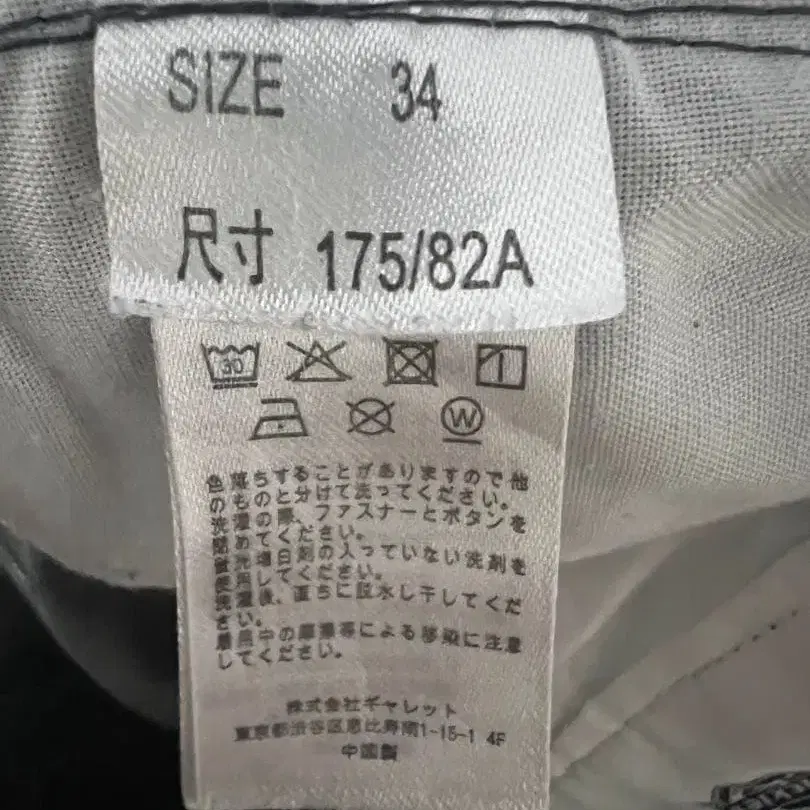 SIZE 34
尺寸 175/82A
30
W
色落ちすることがありますので他
のものと分けて洗ってください。
洗濯の際、ファスナーとボタンを
閉めてください。
蛍光増白剤の入っていない洗剤を
使用してください。
洗濯後、直ちに脱水し干してくだ
さい。
着用中の摩擦等による移染に注意
してください。
株式会社ギャレット
東京都渋谷区恵比寿南1-15-1 4F
中国製